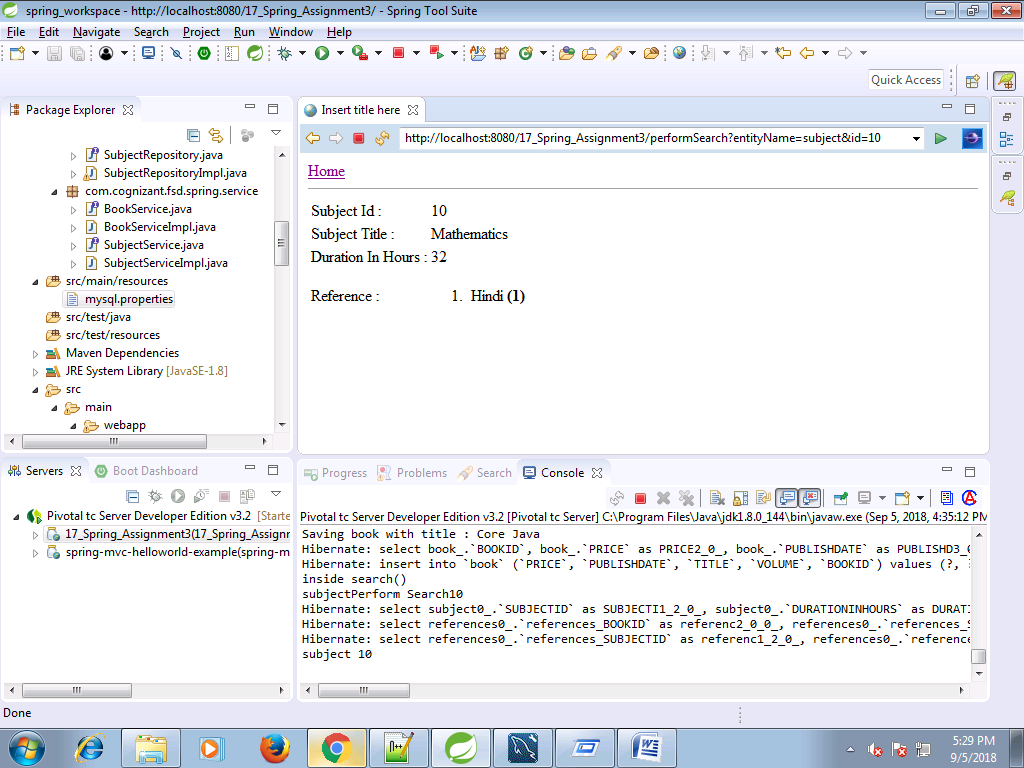 spring_workspace - http://localhost:8080/17_Spring_Assignment3/ - Spring Tool Suite
File Edit Navigate Search Project Run Window Help
Quick Access
Package Explorer
SubjectRepository.java
SubjectRepositoryImpl.java
com.cognizant.fsd.spring.service
BookService.java
BookServiceImpl.java
SubjectService.java
SubjectServiceImpl.java
src/main/resources
mysql.properties
src/test/java
src/test/resources
Maven Dependencies
JRE System Library [JavaSE-1.8]
src
main
webapp
Insert title here
http://localhost:8080/17_Spring_Assignment3/performSearch?entityName=subject&id=10
Home
Subject Id : 10
Subject Title : Mathematics
Duration In Hours : 32
Reference : 1. Hindi (1)
Servers Boot Dashboard
Pivotal tc Server Developer Edition v3.2 [Starte
17_Spring_Assignment3(17_Spring_Assignr
spring-mvc-helloworld-example(spring-m
Progress Problems Search Console
Pivotal tc Server Developer Edition v3.2 [Pivotal tc Server] C:\Program Files\Java\jdk1.8.0_144\bin\javaw.exe (Sep 5, 2018, 4:35:12 PM
Saving book with title : Core Java
Hibernate: select book_.`BOOKID`, book_.`PRICE` as PRICE2_0_, book_.`PUBLISHDATE` as PUBLISHD3_0
Hibernate: insert into `book` (`PRICE`, `PUBLISHDATE`, `TITLE`, `VOLUME`, `BOOKID`) values (?, ?
inside search()
subjectPerform Search10
Hibernate: select subject0_.`SUBJECTID` as SUBJECTI1_2_0_, subject0_.`DURATIONINHOURS` as DURATI
Hibernate: select references0_.`references_BOOKID` as referenc2_0_0_, references0_.`references_S
Hibernate: select references0_.`references_SUBJECTID` as referenc1_2_0_, references0_.`reference
subject 10
Done
5:29 PM
9/5/2018